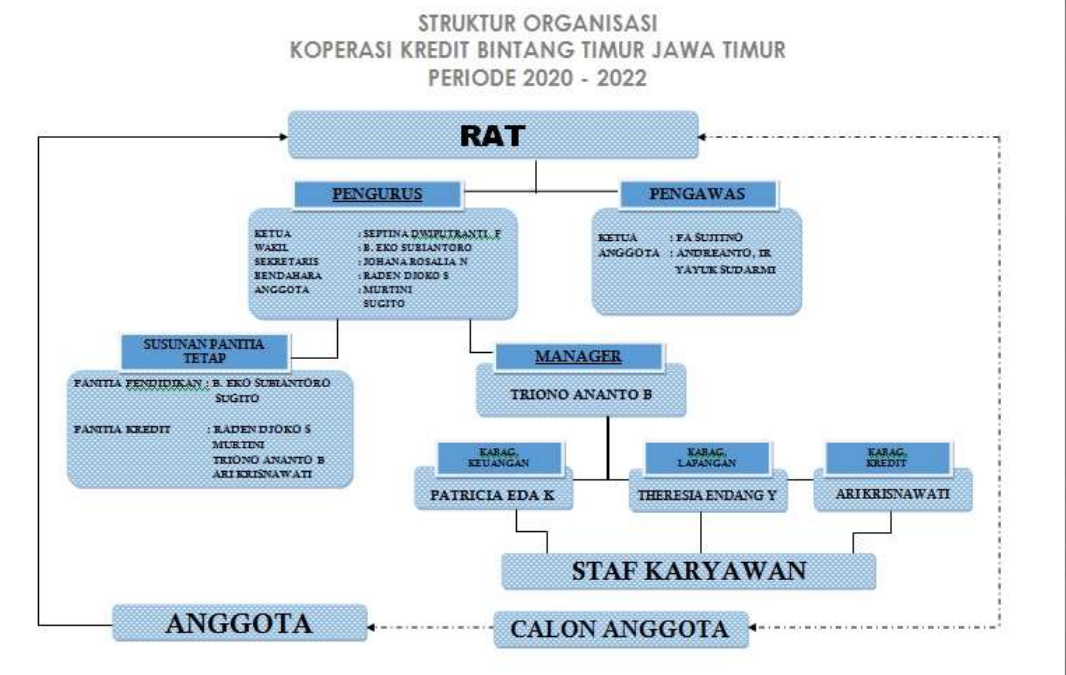 STRUKTUR ORGANISASI
KOPERASI KREDIT BINTANG TIMUR JAWA TIMUR
PERIODE 2020 - 2022
RAT
PENGURUS
KETUA : SEPTINA DWIPUTRANTI, F
WAKIL : B. EKO SUBIANTORO
SEKRETARIS : JOHANA ROSALIA N
BENDAHARA : RADEN DJOKO S
ANGGOTA : MURTINI
SUGITO
PENGAWAS
KETUA : FA SUJITNO
ANGGOTA : ANDREANTO, IR
YAYUK SUDARMI
SUSUNAN PANITIA
TETAP
PANITIA PENDIDIKAN : B. EKO SUBIANTORO
SUGITO
PANITIA KREDIT : RADEN DJOKO S
MURTINI
TRIONO ANANTO B
ARI KRISNAWATI
MANAGER
TRIONO ANANTO B
KABAG.
KEUANGAN
PATRICIA EDA K
KABAG.
LAPANGAN
THERESIA ENDANG Y
KABAG.
KREDIT
ARI KRISNAWATI
STAF KARYAWAN
ANGGOTA
CALON ANGGOTA